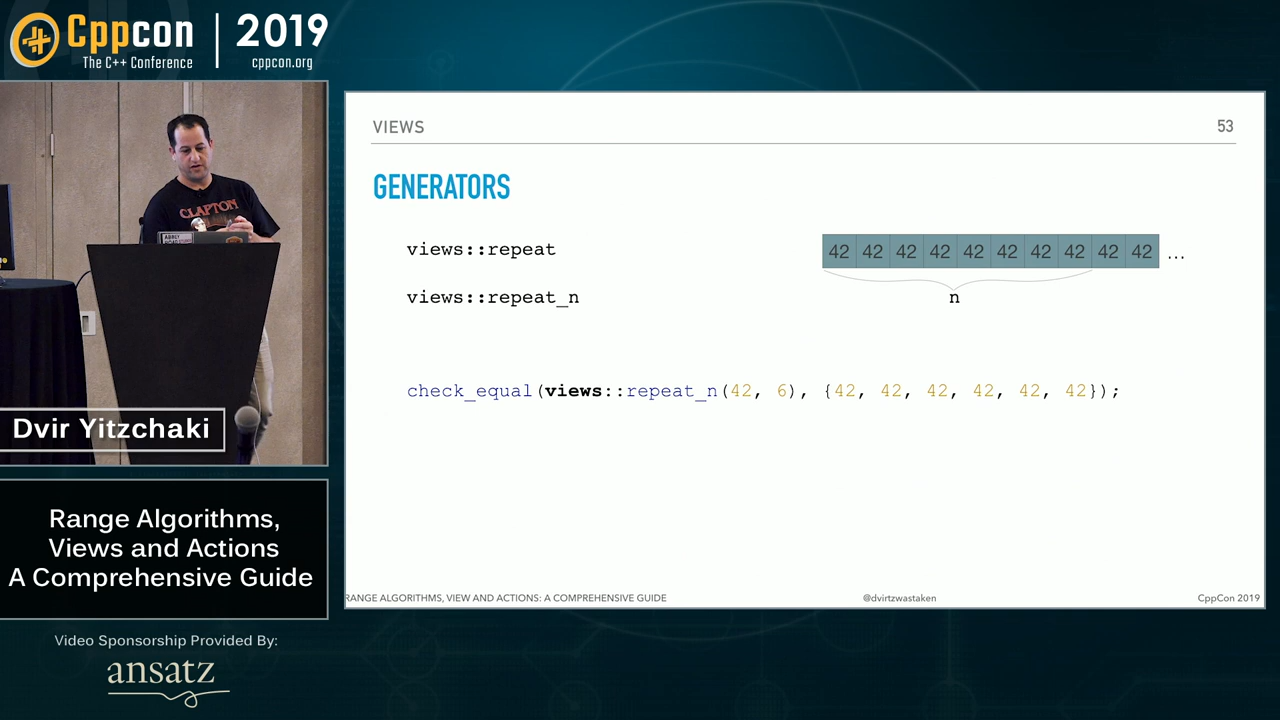 Cppcon | 2019
The C++ Conference
cppcon.org
CLAPTON
ABBEY
Dvir Yitzchaki
Range Algorithms,
Views and Actions
A Comprehensive Guide
Video Sponsorship Provided By:
ansatz
VIEWS
53
GENERATORS
views::repeat
42 42 42 42 42 42 42 42 42 42 ...
views::repeat_n
n
check_equal(views::repeat_n(42, 6), {42, 42, 42, 42, 42, 42});
RANGE ALGORITHMS, VIEW AND ACTIONS: A COMPREHENSIVE GUIDE
@dvirtzwastaken
CppCon 2019